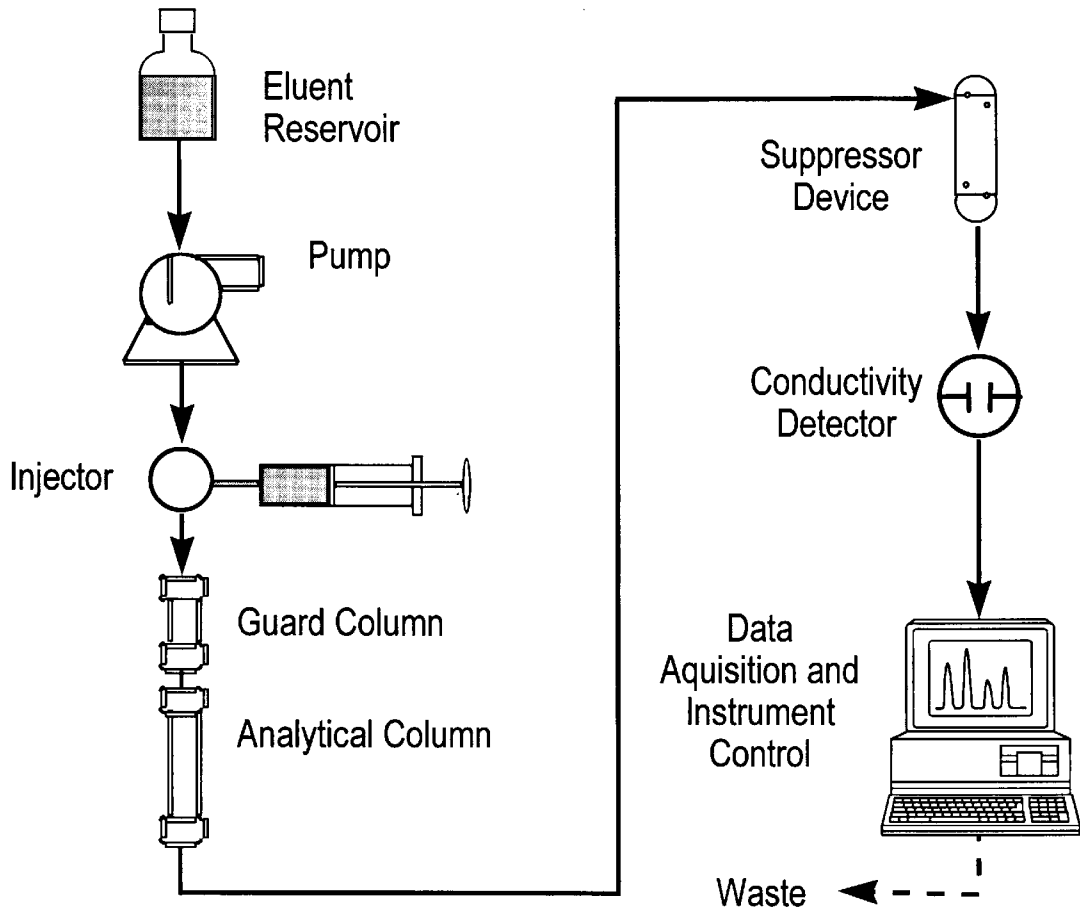 Eluent
Reservoir
Pump
Injector
Guard Column
Analytical Column
Suppressor
Device
Conductivity
Detector
Data
Aquisition and
Instrument
Control
Waste